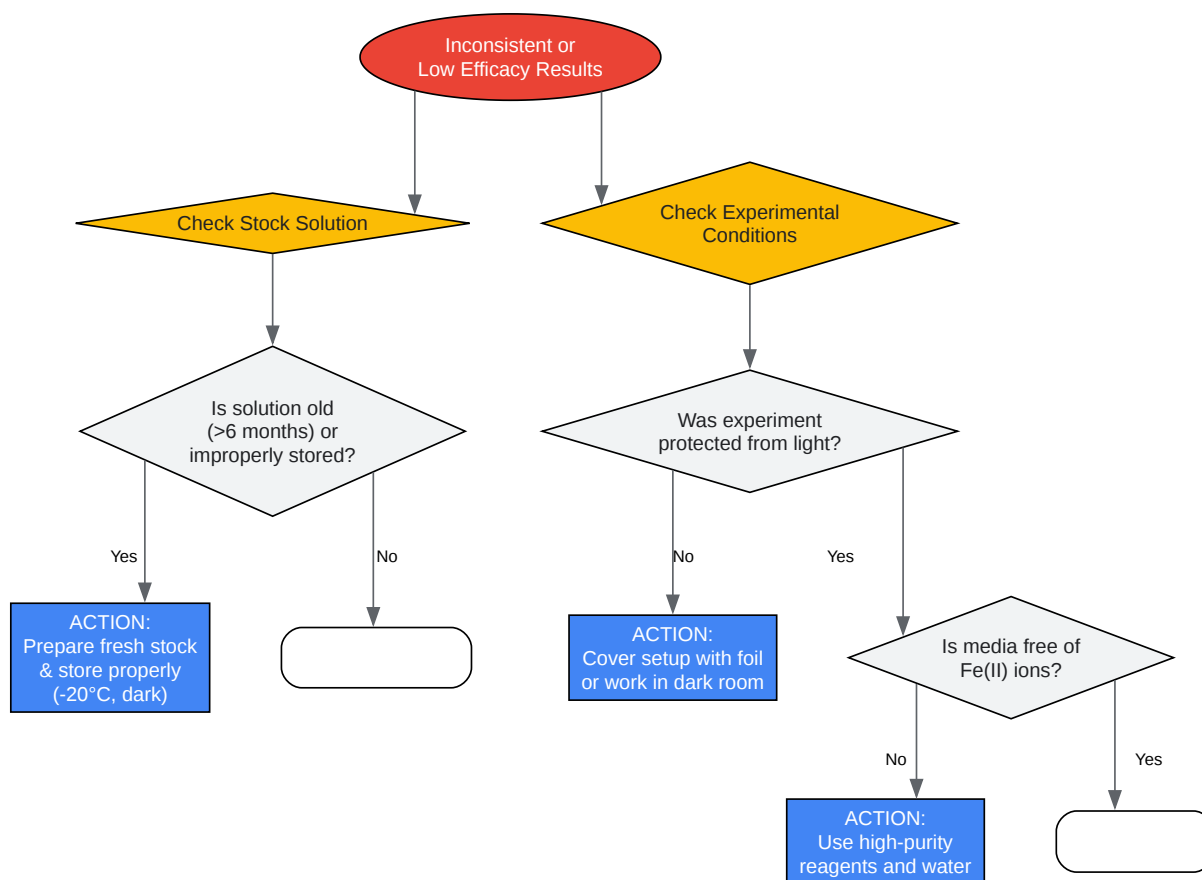 Inconsistent or
Low Efficacy Results
Check Stock Solution
Check Experimental
Conditions
Is solution old
(>6 months) or
improperly stored?
Was experiment
protected from light?
Yes
No
No
Yes
ACTION:
Prepare fresh stock
& store properly
(-20°C, dark)
ACTION:
Cover setup with foil
or work in dark room
Is media free of
Fe(II) ions?
No
Yes
ACTION:
Use high-purity
reagents and water